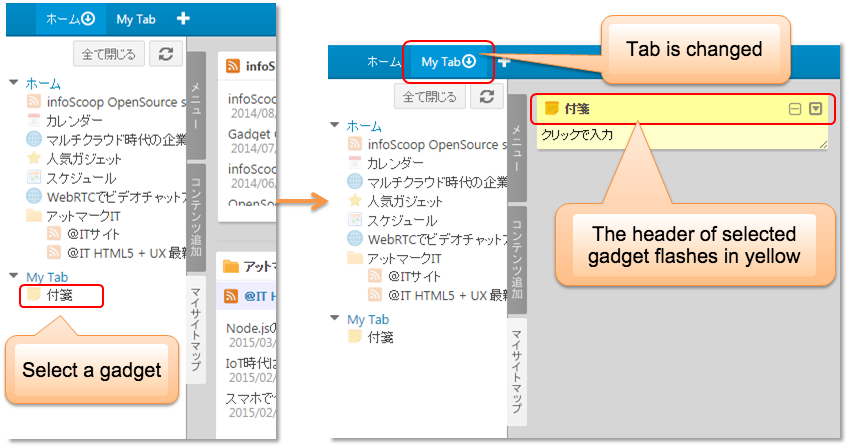 ホーム My Tab
全て閉じる
ホーム
infoScoop OpenSource s
カレンダー
マルチクラウド時代の企業
人気ガジェット
スケジュール
WebRTCでビデオチャット
アットマークIT
@ITサイト
@IT HTML5 + UX 最新
My Tab
付箋
メニュー
コンテンツ追加
マイサイトマップ
infoS
infoScoop
2014/08,
Gadget
2014/07,
infoScoop
2014/06,
OpenSou
アットマ
@IT H
Node.jsの
2015/03,
IoT時代は
2015/02,
スマホで
2015/02,
Select a gadget
ホーム My Tab
全て閉じる
ホーム
infoScoop OpenSource s
カレンダー
マルチクラウド時代の企業
人気ガジェット
スケジュール
WebRTCでビデオチャット
アットマークIT
@ITサイト
@IT HTML5 + UX 最新
My Tab
付箋
メニュー
コンテンツ追加
マイサイトマップ
付箋
クリックで入力
Tab is changed
The header of selected
gadget flashes in yellow